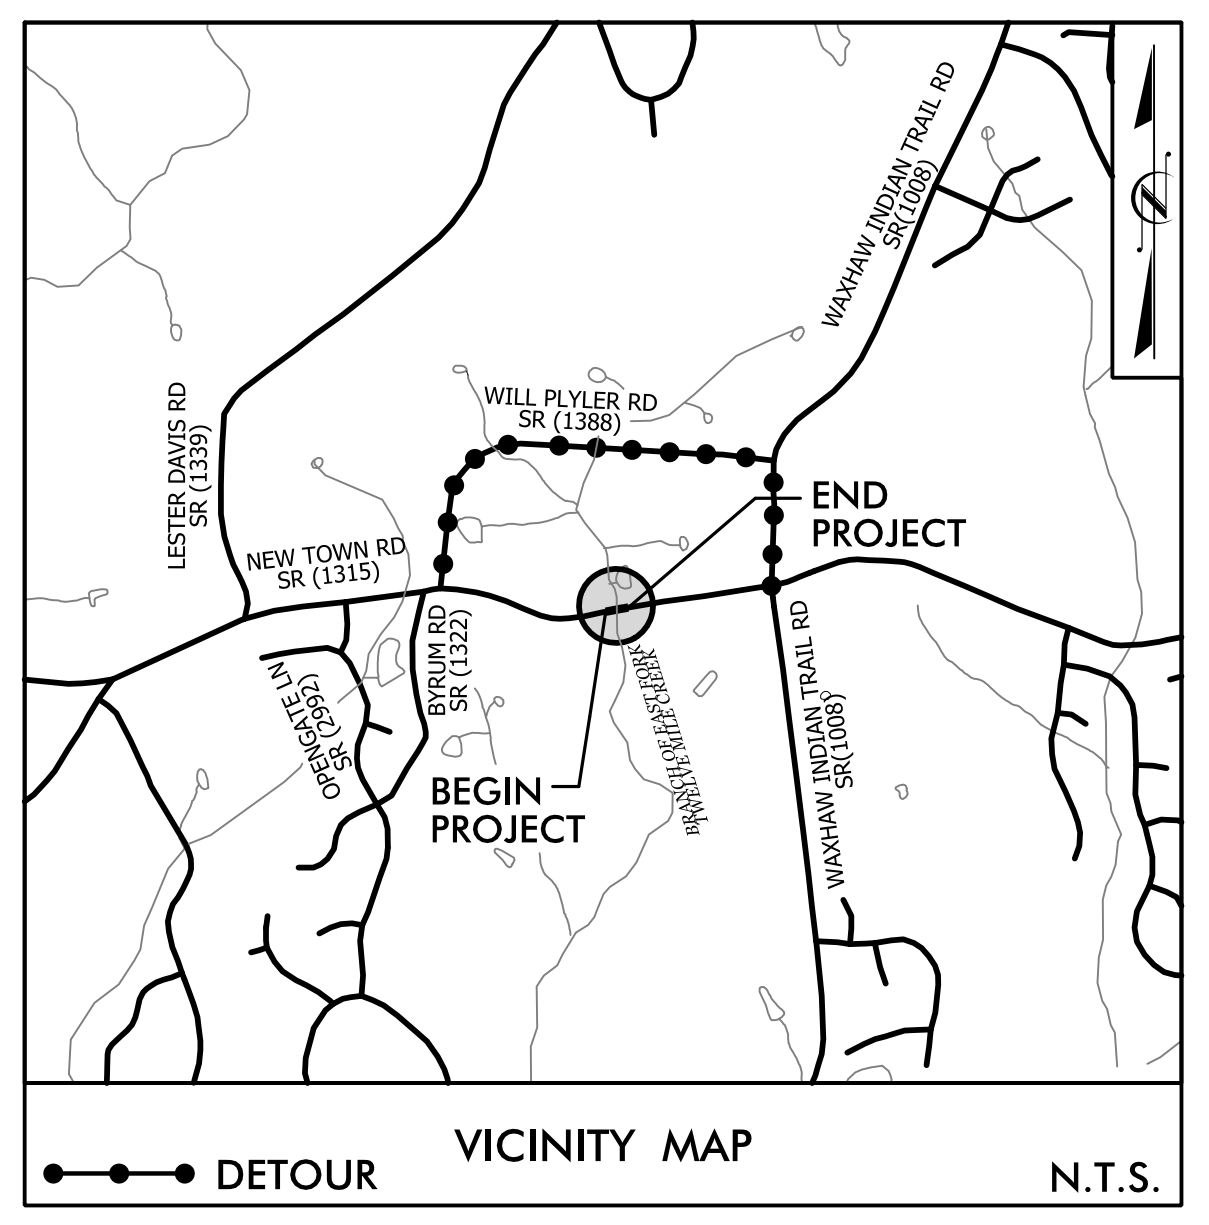 WAXHAW INDIAN TRAIL RD
SR(1008)
N
WILL PLYLER RD
SR (1388)
LESTER DAVIS RD
SR (1339)
END
PROJECT
NEW TOWN RD
SR (1315)
BYRUM RD
SR (1322)
OPENGATE LN
SR (2992)
BRANCH OF EAST FORK
TWELVE MILE CREEK
WAXHAW INDIAN TRAIL RD
SR(1008)
BEGIN
PROJECT
VICINITY MAP
DETOUR
N.T.S.